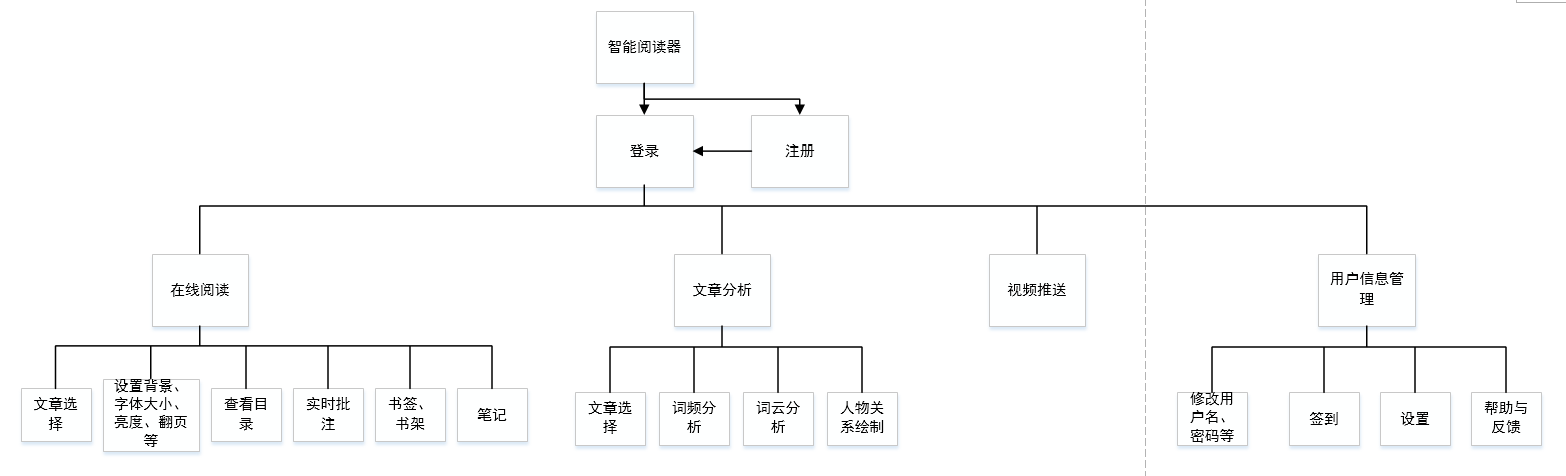 智能阅读器
登录
注册
在线阅读
文章分析
视频推送
用户信息管
理
文章选
择
设置背景、
字体大小、
亮度、翻页
等
查看目
录
实时批
注
书签、
书架
笔记
文章选
择
词频分
析
词云分
析
人物关
系绘制
修改用
户名、
密码等
签到
设置
帮助与
反馈